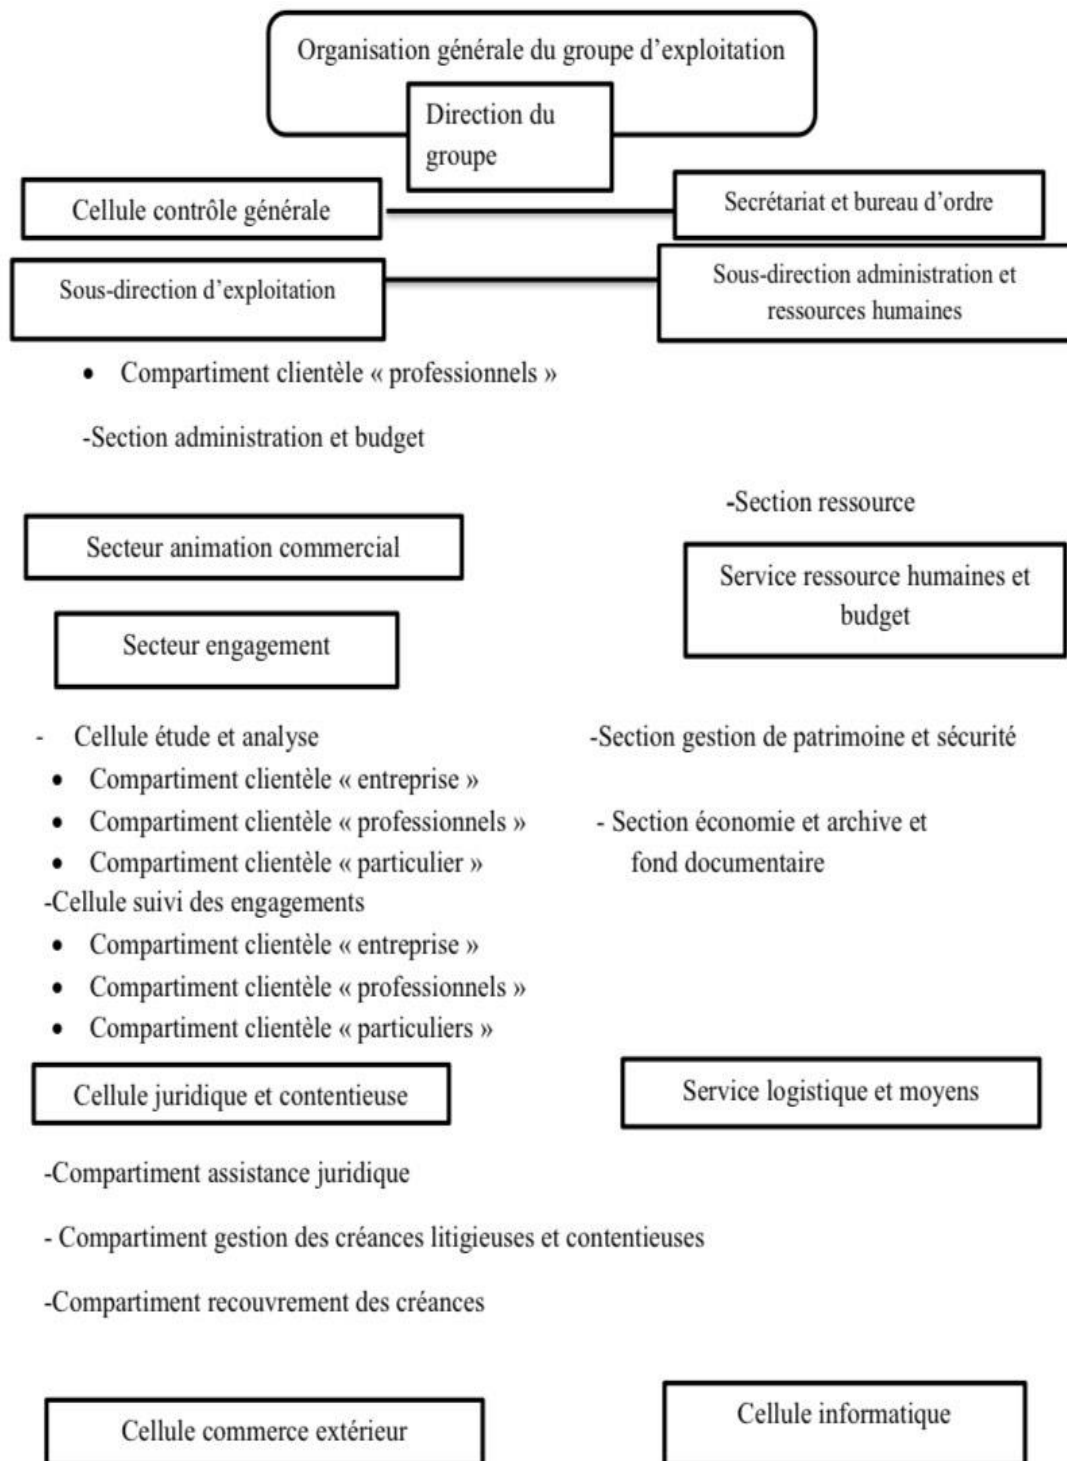 Organisation générale du groupe d’exploitation
Direction du
groupe
Cellule contrôle générale
Secrétariat et bureau d’ordre
Sous-direction d’exploitation
Sous-direction administration et
ressources humaines
• Compartiment clientèle « professionnels »
-Section administration et budget
-Section ressource
Secteur animation commercial
Service ressource humaines et
budget
Secteur engagement
- Cellule étude et analyse
-Section gestion de patrimoine et sécurité
• Compartiment clientèle « entreprise »
• Compartiment clientèle « professionnels »
- Section économie et archive et
• Compartiment clientèle « particulier »
fond documentaire
-Cellule suivi des engagements
• Compartiment clientèle « entreprise »
• Compartiment clientèle « professionnels »
• Compartiment clientèle « particuliers »
Cellule juridique et contentieuse
Service logistique et moyens
-Compartiment assistance juridique
- Compartiment gestion des créances litigieuses et contentieuses
-Compartiment recouvrement des créances
Cellule commerce extérieur
Cellule informatique